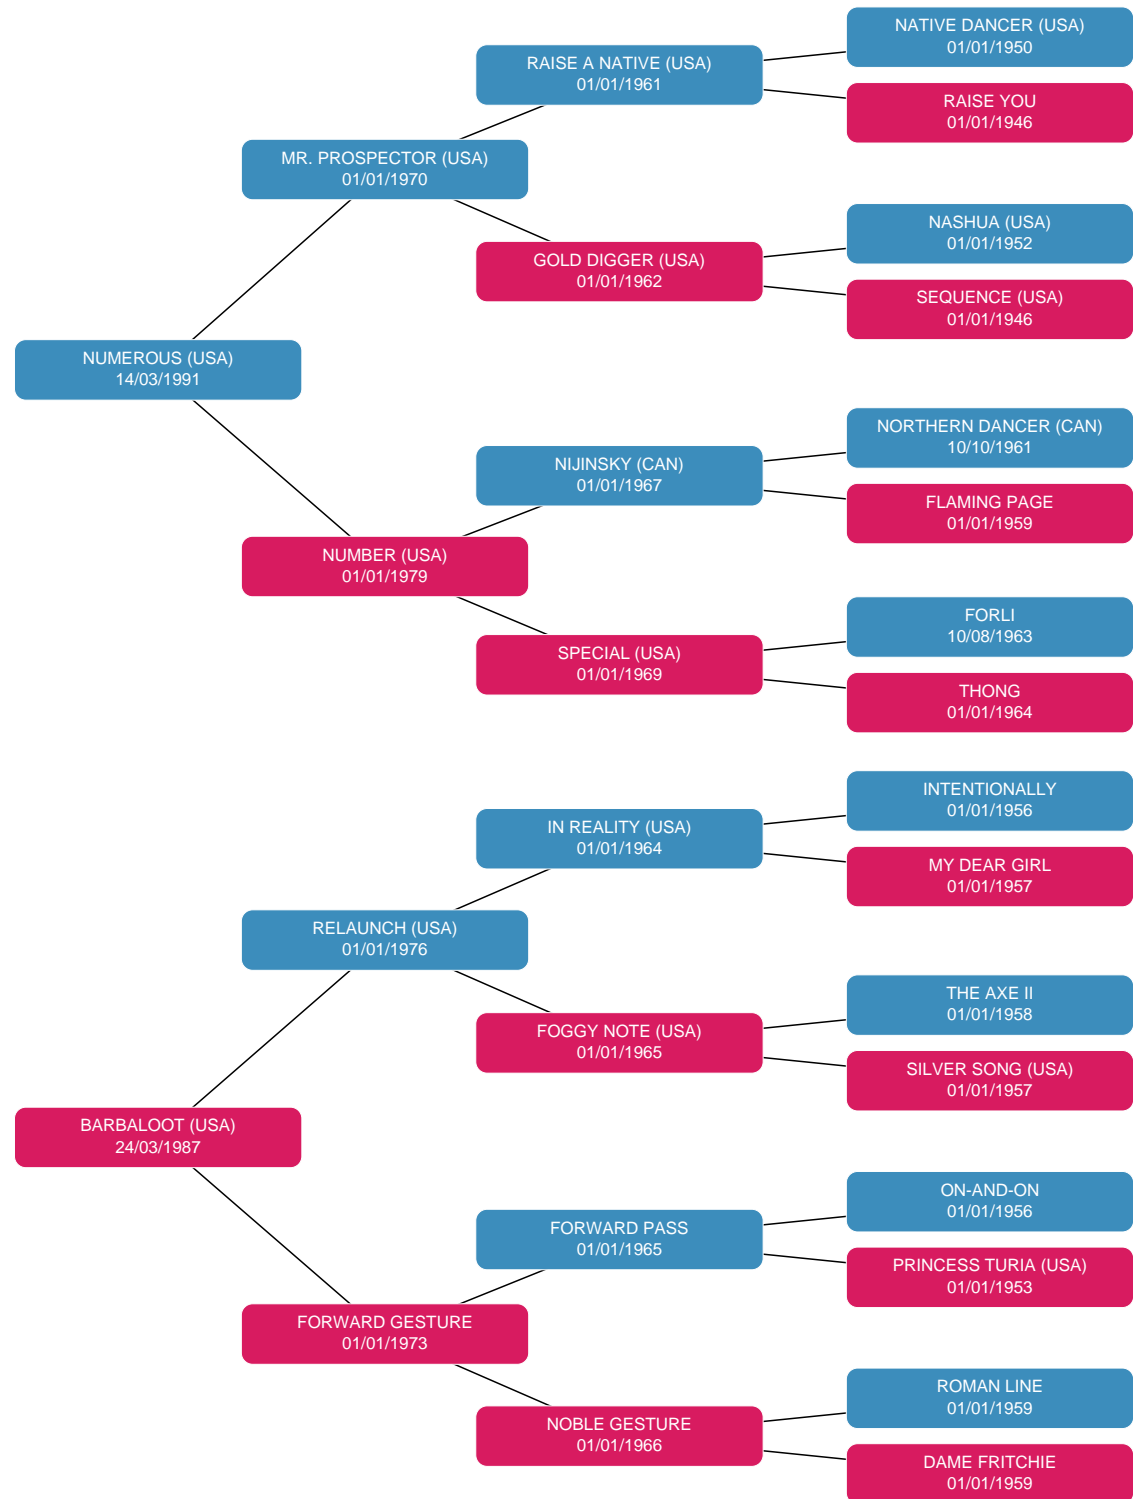 NATIVE DANCER (USA)
01/01/1950
RAISE A NATIVE (USA)
01/01/1961
RAISE YOU
01/01/1946
MR. PROSPECTOR (USA)
01/01/1970
NASHUA (USA)
01/01/1952
GOLD DIGGER (USA)
01/01/1962
SEQUENCE (USA)
01/01/1946
NUMEROUS (USA)
14/03/1991
NORTHERN DANCER (CAN)
10/10/1961
NIJINSKY (CAN)
01/01/1967
FLAMING PAGE
01/01/1959
NUMBER (USA)
01/01/1979
FORLI
10/08/1963
SPECIAL (USA)
01/01/1969
THONG
01/01/1964
INTENTIONALLY
01/01/1956
IN REALITY (USA)
01/01/1964
MY DEAR GIRL
01/01/1957
RELAUNCH (USA)
01/01/1976
THE AXE II
01/01/1958
FOGGY NOTE (USA)
01/01/1965
SILVER SONG (USA)
01/01/1957
BARBALOOT (USA)
24/03/1987
ON-AND-ON
01/01/1956
FORWARD PASS
01/01/1965
PRINCESS TURIA (USA)
01/01/1953
FORWARD GESTURE
01/01/1973
ROMAN LINE
01/01/1959
NOBLE GESTURE
01/01/1966
DAME FRITCHIE
01/01/1959